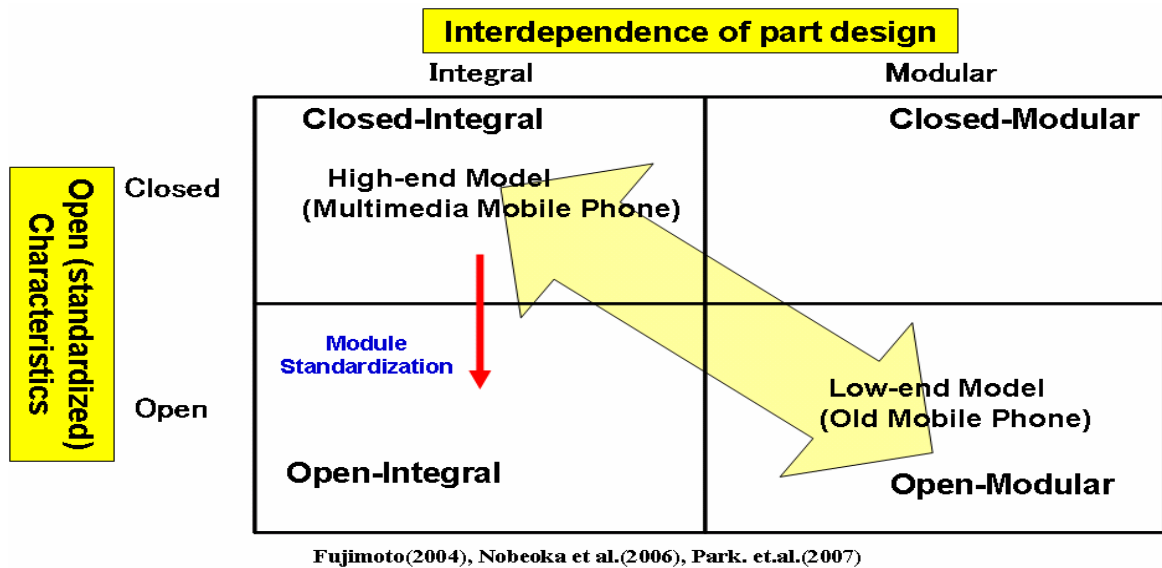 Interdependence of part design
Integral
Modular
Closed-Integral
Closed-Modular
Open (standardized)
Characteristics
Closed
High-end Model
(Multimedia Mobile Phone)
Module
Standardization
Open
Low-end Model
(Old Mobile Phone)
Open-Integral
Open-Modular
Fujimoto(2004), Nobeoka et al.(2006), Park. et.al.(2007)